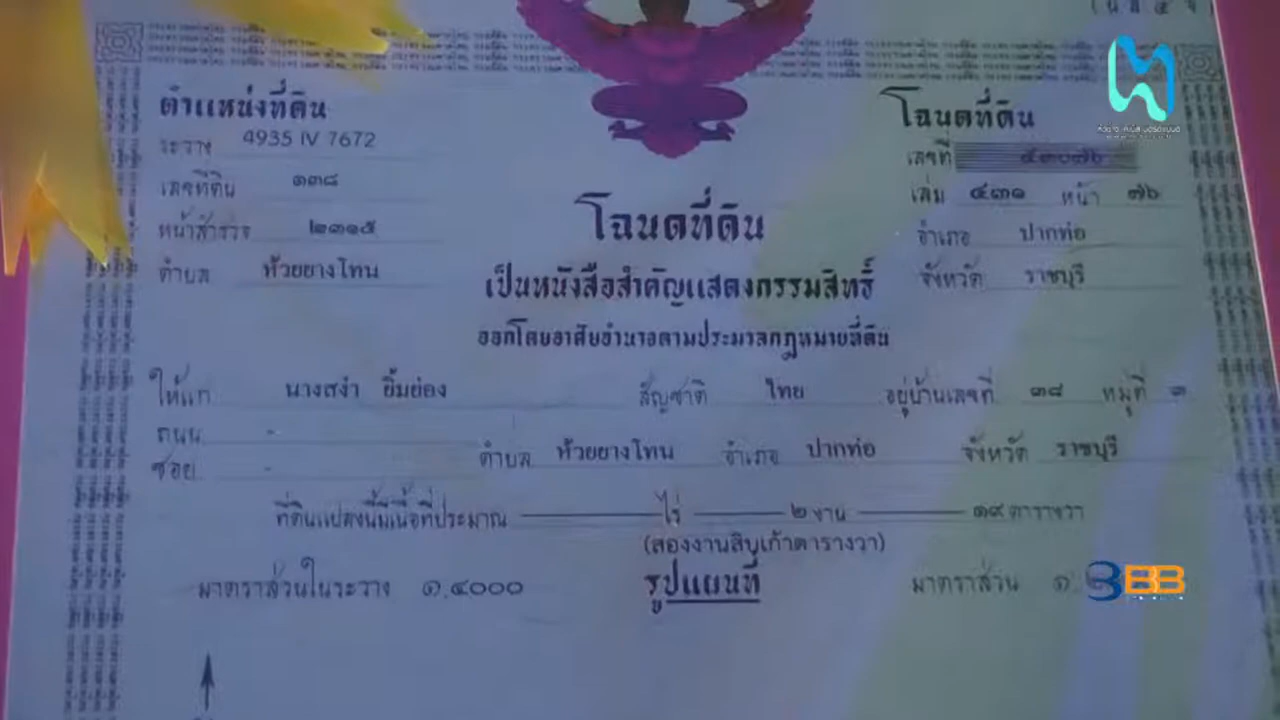 (น.ส.๔ จ
ตำแหน่งที่ดิน
ระวาง 4935 IV 7672
เลขที่ดิน ๑๓๘
หน้าสำรวจ ๒๓๑๕
ตำบล ห้วยยางโทน
โฉนดที่ดิน
เลขที่ ๔๓๐๗๖
เล่ม ๔๓๑ หน้า ๗๖
อำเภอ ปากท่อ
จังหวัด ราชบุรี
โฉนดที่ดิน
เป็นหนังสือสำคัญแสดงกรรมสิทธิ์
ออกโดยอาศัยอำนาจตามประมวลกฎหมายที่ดิน
ให้แก่ นางสงำ ยิ้มย่อง สัญชาติ ไทย อยู่บ้านเลขที่ ๓๘ หมู่ที่ ๓
ถนน -
ซอย - ตำบล ห้วยยางโทน อำเภอ ปากท่อ จังหวัด ราชบุรี
ที่ดินแปลงนี้มีเนื้อที่ประมาณ ไร่ ๒ งาน ๑๙ ตารางวา
(สองงานสิบเก้าตารางวา)
มาตราส่วนในระวาง ๑:๔๐๐๐ รูปแผนที่ มาตราส่วน ๑:
3BB